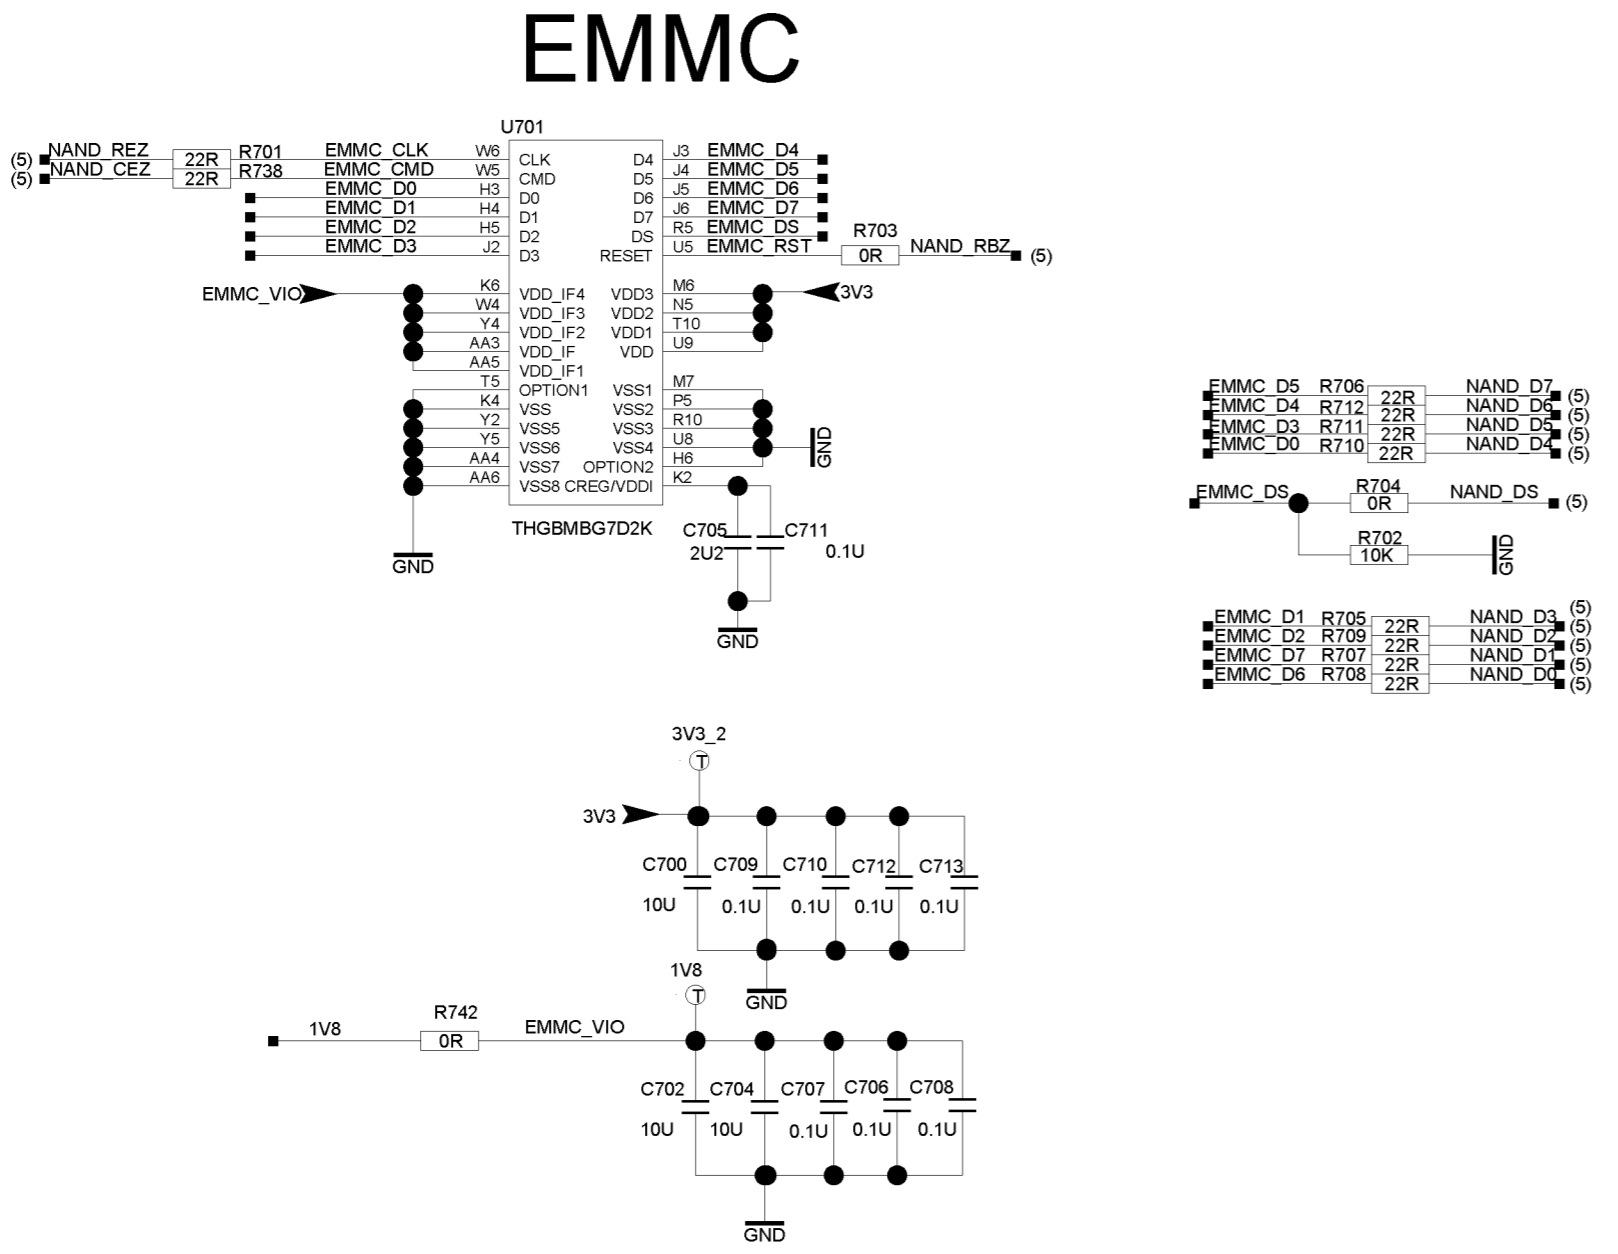 EMMC
U701
(5) NAND_REZ 22R R701 EMMC_CLK W6 CLK D4 J3 EMMC_D4
(5) NAND_CEZ 22R R738 EMMC_CMD W5 CMD D5 J4 EMMC_D5
EMMC_D0 H3 D0 D6 J5 EMMC_D6
EMMC_D1 H4 D1 D7 J6 EMMC_D7
EMMC_D2 H5 D2 DS R5 EMMC_DS R703
EMMC_D3 J2 D3 RESET U5 EMMC_RST 0R NAND_RBZ (5)
EMMC_VIO K6 VDD_IF4 VDD3 M6 3V3
W4 VDD_IF3 VDD2 N5
Y4 VDD_IF2 VDD1 T10
AA3 VDD_IF VDD U9
AA5 VDD_IF1
T5 OPTION1 VSS1 M7
K4 VSS VSS2 P5
Y2 VSS5 VSS3 R10
Y5 VSS6 VSS4 U8 GND
AA4 VSS7 OPTION2 H6
AA6 VSS8 CREG/VDDI K2
THGBMBG7D2K
C705 C711
2U2 0.1U
GND
GND
EMMC_D5 R706 22R NAND_D7 (5)
EMMC_D4 R712 22R NAND_D6 (5)
EMMC_D3 R711 22R NAND_D5 (5)
EMMC_D0 R710 22R NAND_D4 (5)
EMMC_DS R704 0R NAND_DS (5)
R702 10K GND
(5)
EMMC_D1 R705 22R NAND_D3 (5)
EMMC_D2 R709 22R NAND_D2 (5)
EMMC_D7 R707 22R NAND_D1 (5)
EMMC_D6 R708 22R NAND_D0 (5)
3V3_2
T
3V3
C700 C709 C710 C712 C713
10U 0.1U 0.1U 0.1U 0.1U
GND
1V8
T
R742
1V8 0R EMMC_VIO
C702 C704 C707 C706 C708
10U 10U 0.1U 0.1U 0.1U
GND